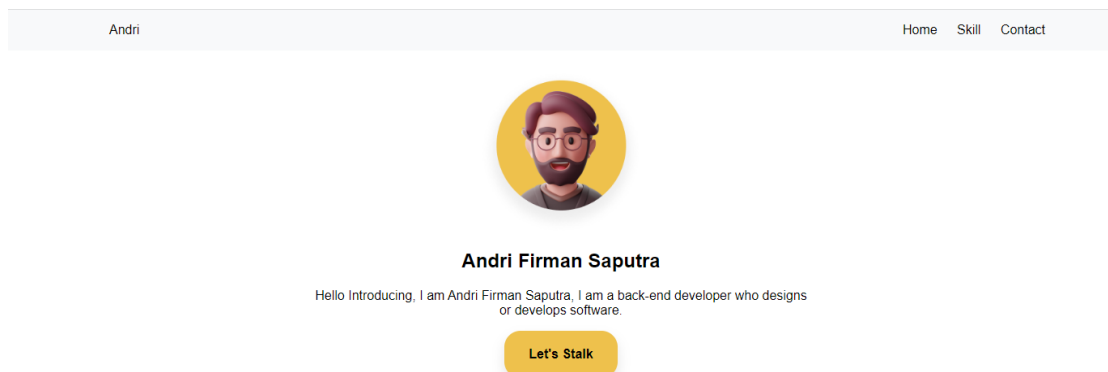 Andri
Home Skill Contact
Andri Firman Saputra
Hello Introducing, I am Andri Firman Saputra, I am a back-end developer who designs
or develops software.
Let's Stalk